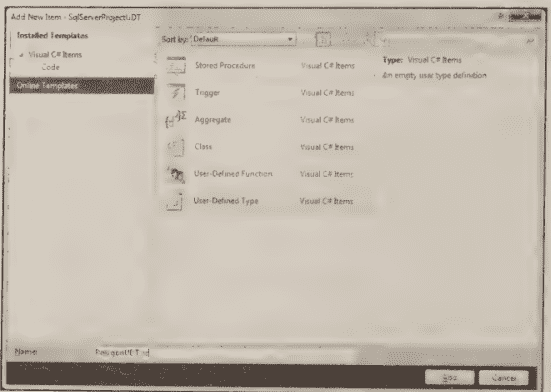 Add New Item - SqlServerProjectUDT
Installed Templates
Visual C# Items
Code
Online Templates
Sort by: Default
Stored Procedure Visual C# Items
Trigger Visual C# Items
Aggregate Visual C# Items
Class Visual C# Items
User-Defined Function Visual C# Items
User-Defined Type Visual C# Items
Type: Visual C# Items
An empty user type definition
Name:
Add
Cancel